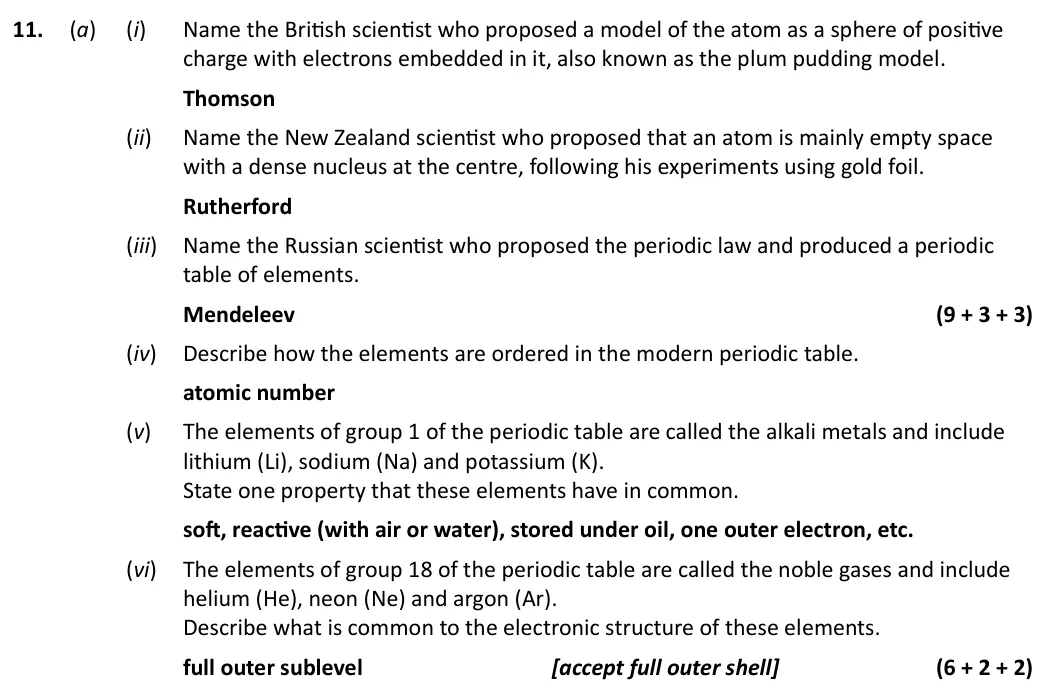 11. (a) (i) Name the British scientist who proposed a model of the atom as a sphere of positive
charge with electrons embedded in it, also known as the plum pudding model.
Thomson
(ii) Name the New Zealand scientist who proposed that an atom is mainly empty space
with a dense nucleus at the centre, following his experiments using gold foil.
Rutherford
(iii) Name the Russian scientist who proposed the periodic law and produced a periodic
table of elements.
Mendeleev (9 + 3 + 3)
(iv) Describe how the elements are ordered in the modern periodic table.
atomic number
(v) The elements of group 1 of the periodic table are called the alkali metals and include
lithium (Li), sodium (Na) and potassium (K).
State one property that these elements have in common.
soft, reactive (with air or water), stored under oil, one outer electron, etc.
(vi) The elements of group 18 of the periodic table are called the noble gases and include
helium (He), neon (Ne) and argon (Ar).
Describe what is common to the electronic structure of these elements.
full outer sublevel [accept full outer shell] (6 + 2 + 2)